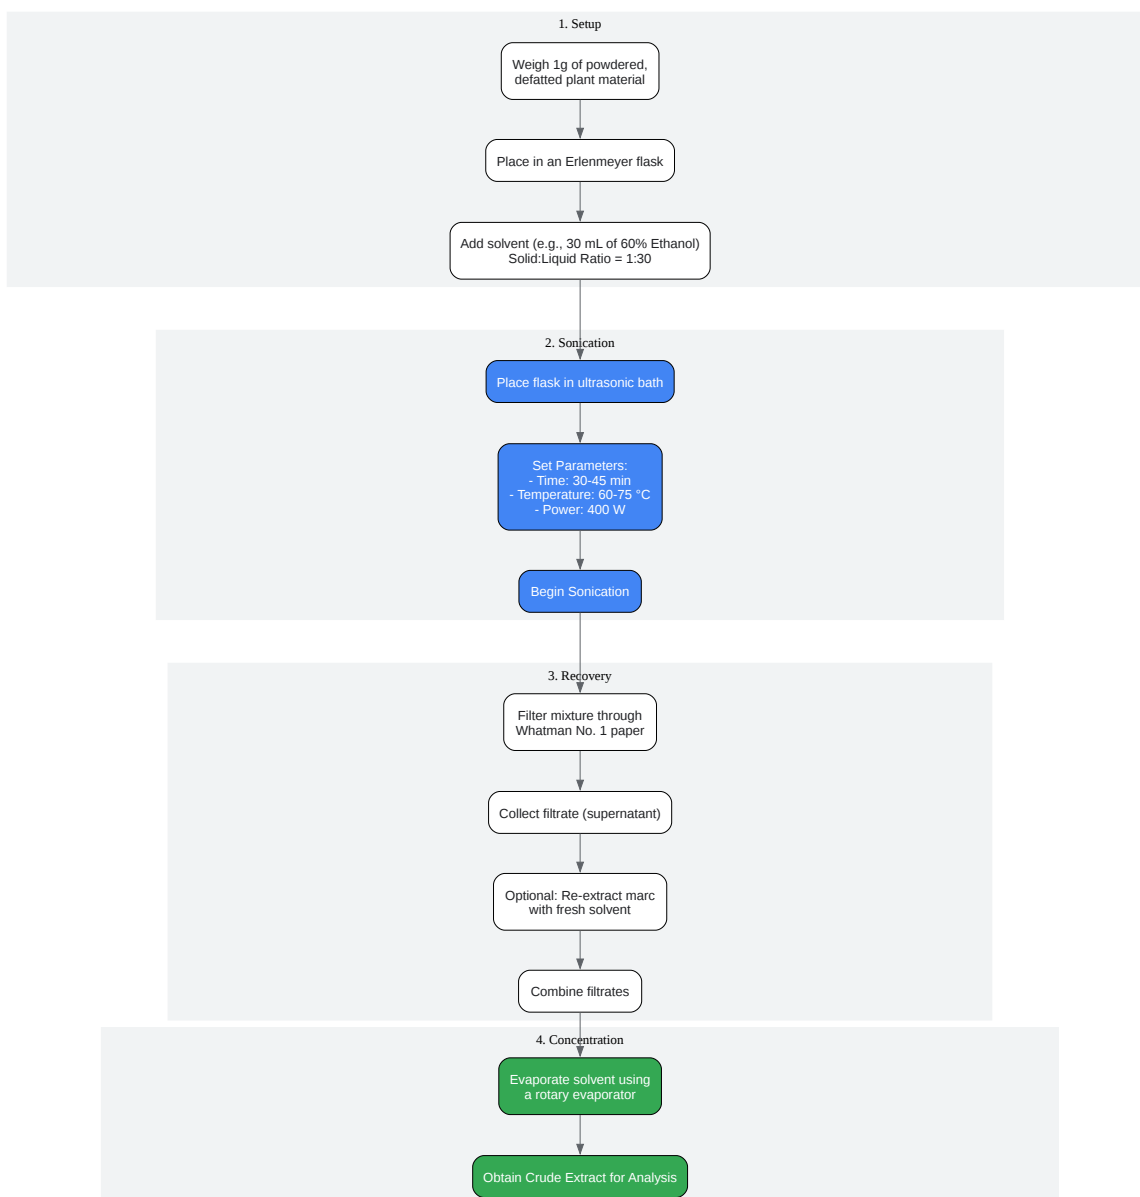 1. Setup
Weigh 1g of powdered,
defatted plant material
Place in an Erlenmeyer flask
Add solvent (e.g., 30 mL of 60% Ethanol)
Solid:Liquid Ratio = 1:30
2. Sonication
Place flask in ultrasonic bath
Set Parameters:
- Time: 30-45 min
- Temperature: 60-75 °C
- Power: 400 W
Begin Sonication
3. Recovery
Filter mixture through
Whatman No. 1 paper
Collect filtrate (supernatant)
Optional: Re-extract marc
with fresh solvent
Combine filtrates
4. Concentration
Evaporate solvent using
a rotary evaporator
Obtain Crude Extract for Analysis